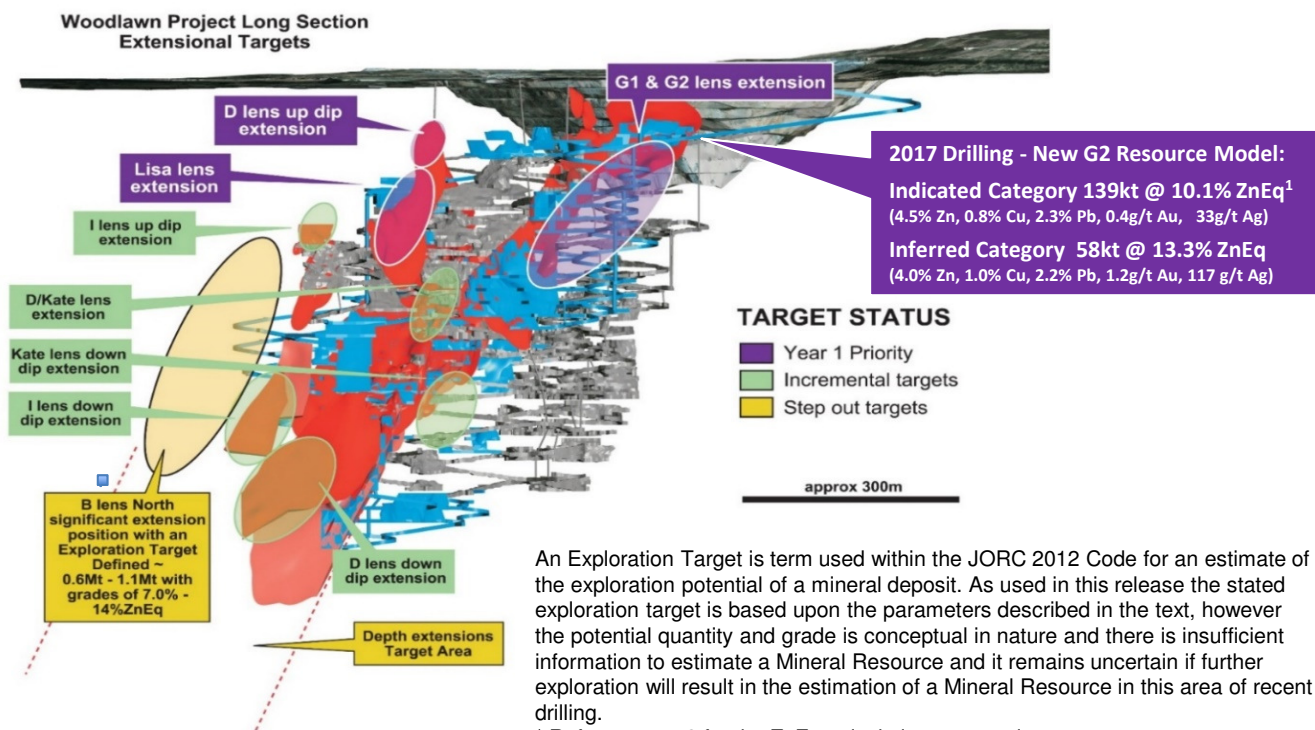 Woodlawn Project Long Section
Extensional Targets
G1 & G2 lens extension
D lens up dip
extension
Lisa lens
extension
I lens up dip
extension
D/Kate lens
extension
Kate lens down
dip extension
I lens down
dip extension
B lens North
significant extension
position with an
Exploration Target
Defined ~
0.6Mt - 1.1Mt with
grades of 7.0% -
14%ZnEq
D lens down
dip extension
Depth extensions
Target Area
2017 Drilling - New G2 Resource Model:
Indicated Category 139kt @ 10.1% ZnEq¹
(4.5% Zn, 0.8% Cu, 2.3% Pb, 0.4g/t Au, 33g/t Ag)
Inferred Category 58kt @ 13.3% ZnEq
(4.0% Zn, 1.0% Cu, 2.2% Pb, 1.2g/t Au, 117 g/t Ag)
TARGET STATUS
Year 1 Priority
Incremental targets
Step out targets
approx 300m
An Exploration Target is term used within the JORC 2012 Code for an estimate of
the exploration potential of a mineral deposit. As used in this release the stated
exploration target is based upon the parameters described in the text, however
the potential quantity and grade is conceptual in nature and there is insufficient
information to estimate a Mineral Resource and it remains uncertain if further
exploration will result in the estimation of a Mineral Resource in this area of recent
drilling.